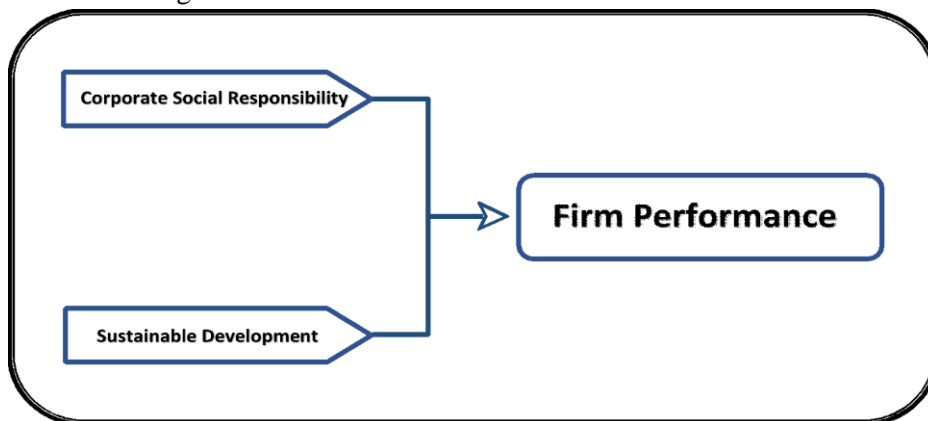 Corporate Social Responsibility
Firm Performance
Sustainable Development